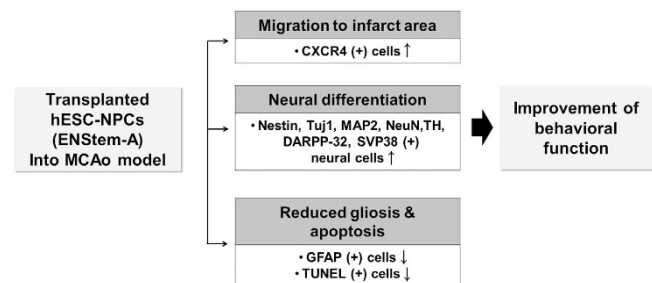 Transplanted
hESC-NPCs
(ENStem-A)
Into MCAo model
Migration to infarct area
• CXCR4 (+) cells ↑
Neural differentiation
• Nestin, Tuj1, MAP2, NeuN,TH,
DARPP-32, SVP38 (+)
neural cells ↑
Reduced gliosis &
apoptosis
• GFAP (+) cells ↓
• TUNEL (+) cells ↓
Improvement of
behavioral
function